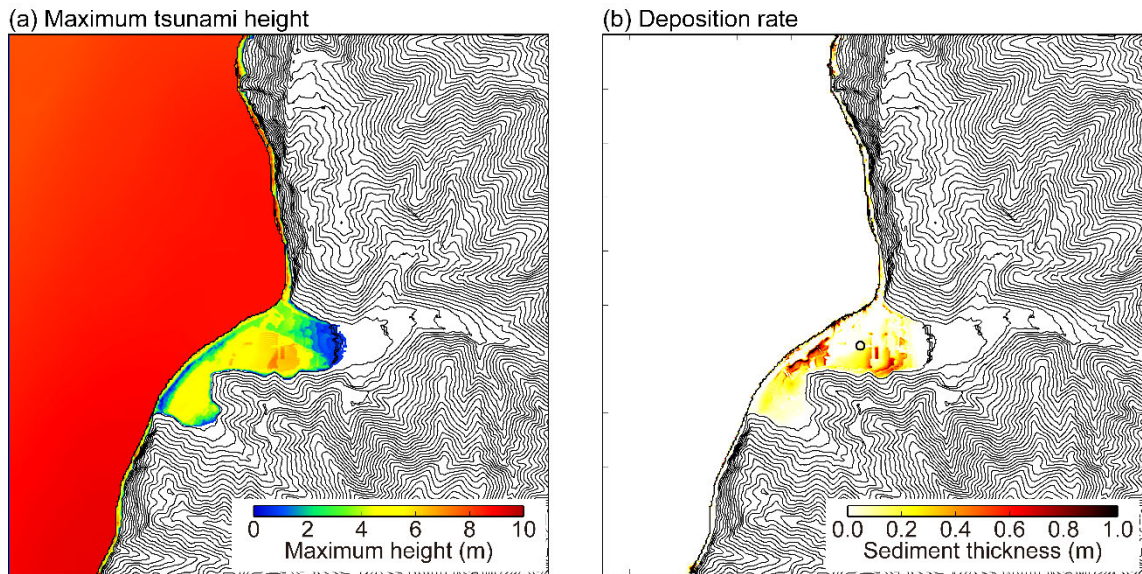 (a) Maximum tsunami height
(b) Deposition rate
0 2 4 6 8 10
Maximum height (m)
0.0 0.2 0.4 0.6 0.8 1.0
Sediment thickness (m)